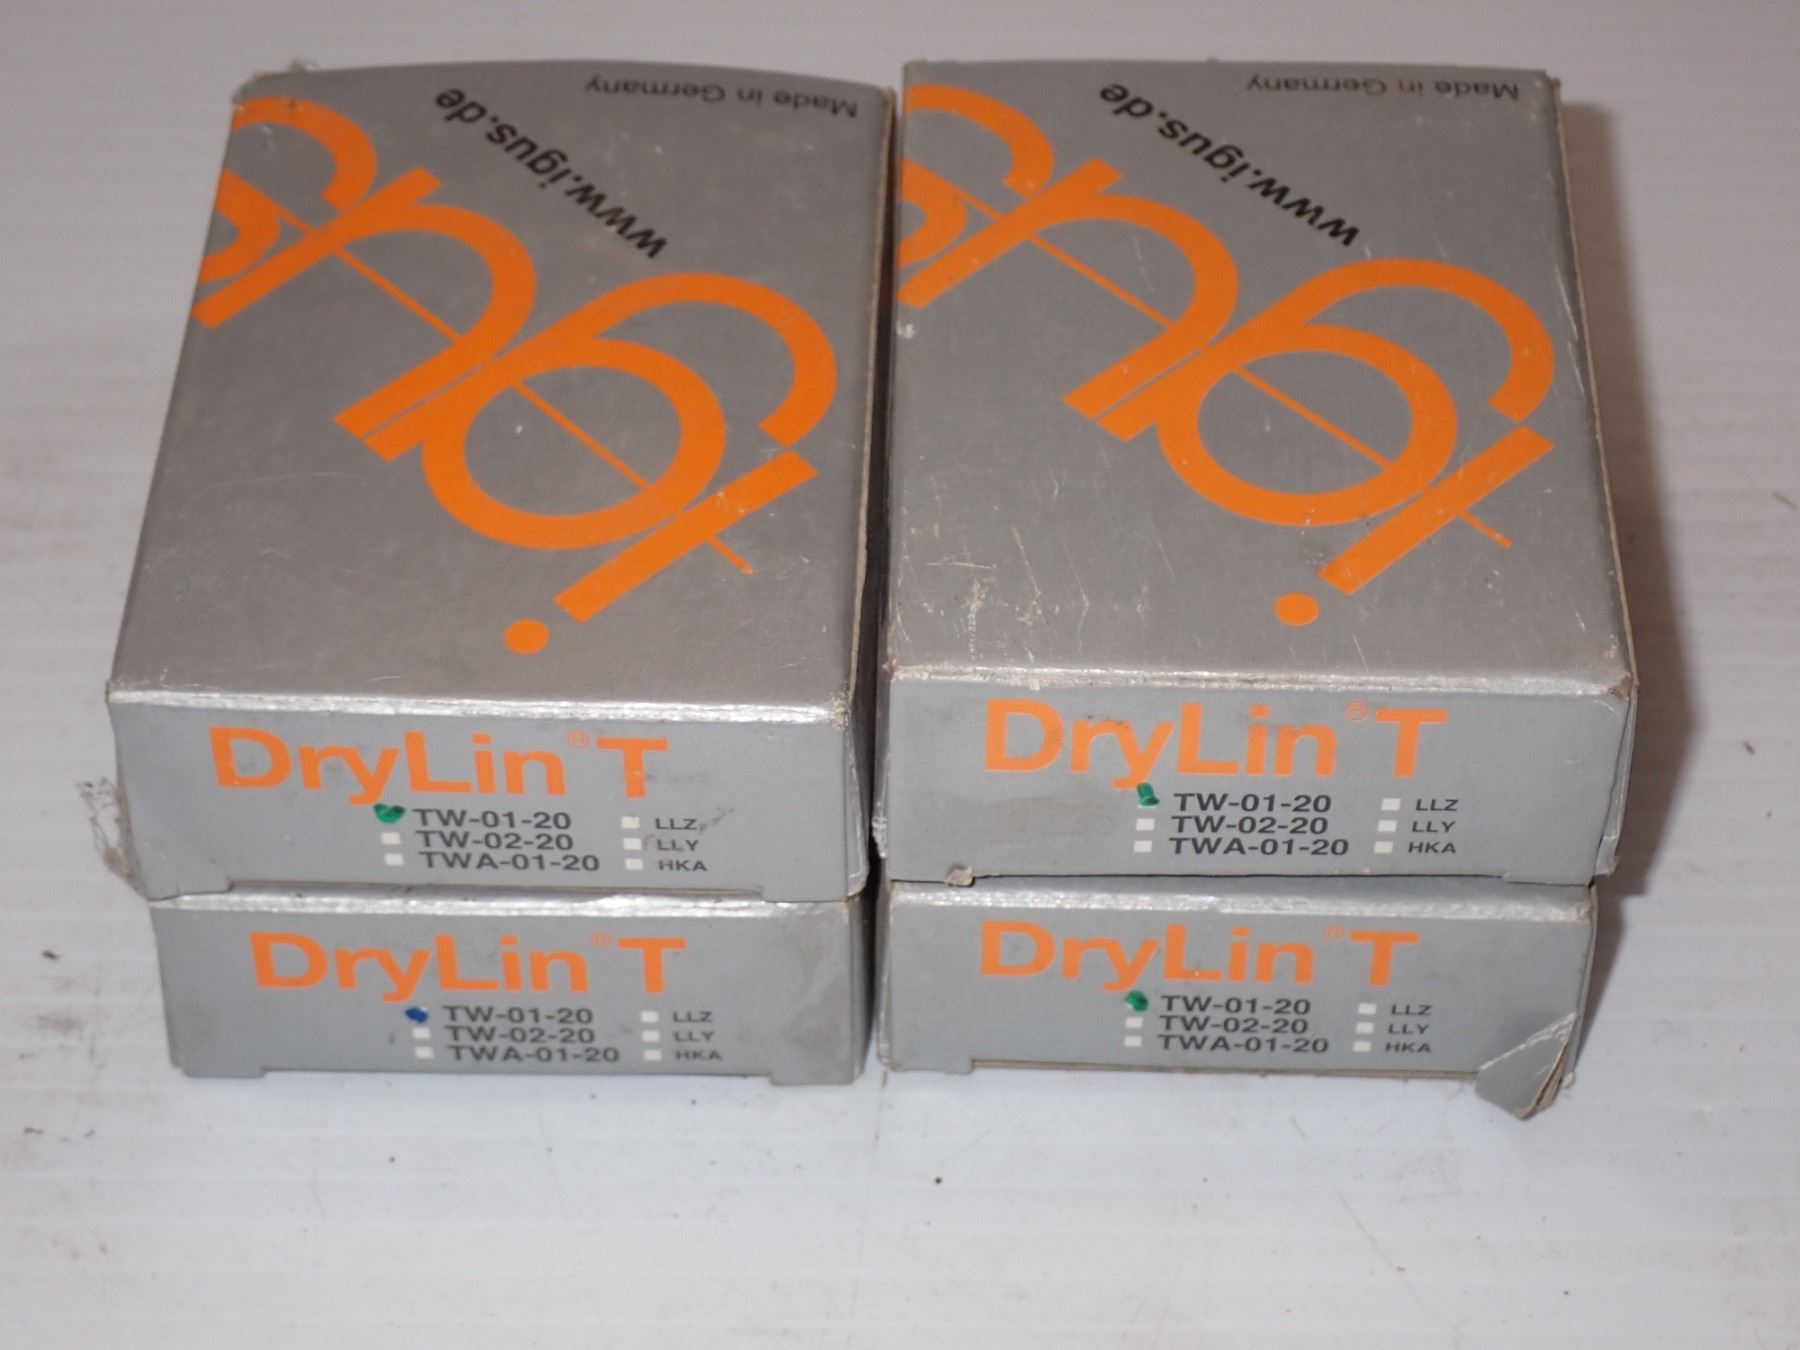 Made in Germany
www.igus.de
igus
DryLin® T
TW-01-20 LLZ
TW-02-20 LLY
TWA-01-20 HKA
Made in Germany
www.igus.de
igus
DryLin® T
TW-01-20 LLZ
TW-02-20 LLY
TWA-01-20 HKA
DryLin® T
TW-01-20 LLZ
TW-02-20 LLY
TWA-01-20 HKA
DryLin® T
TW-01-20 LLZ
TW-02-20 LLY
TWA-01-20 HKA